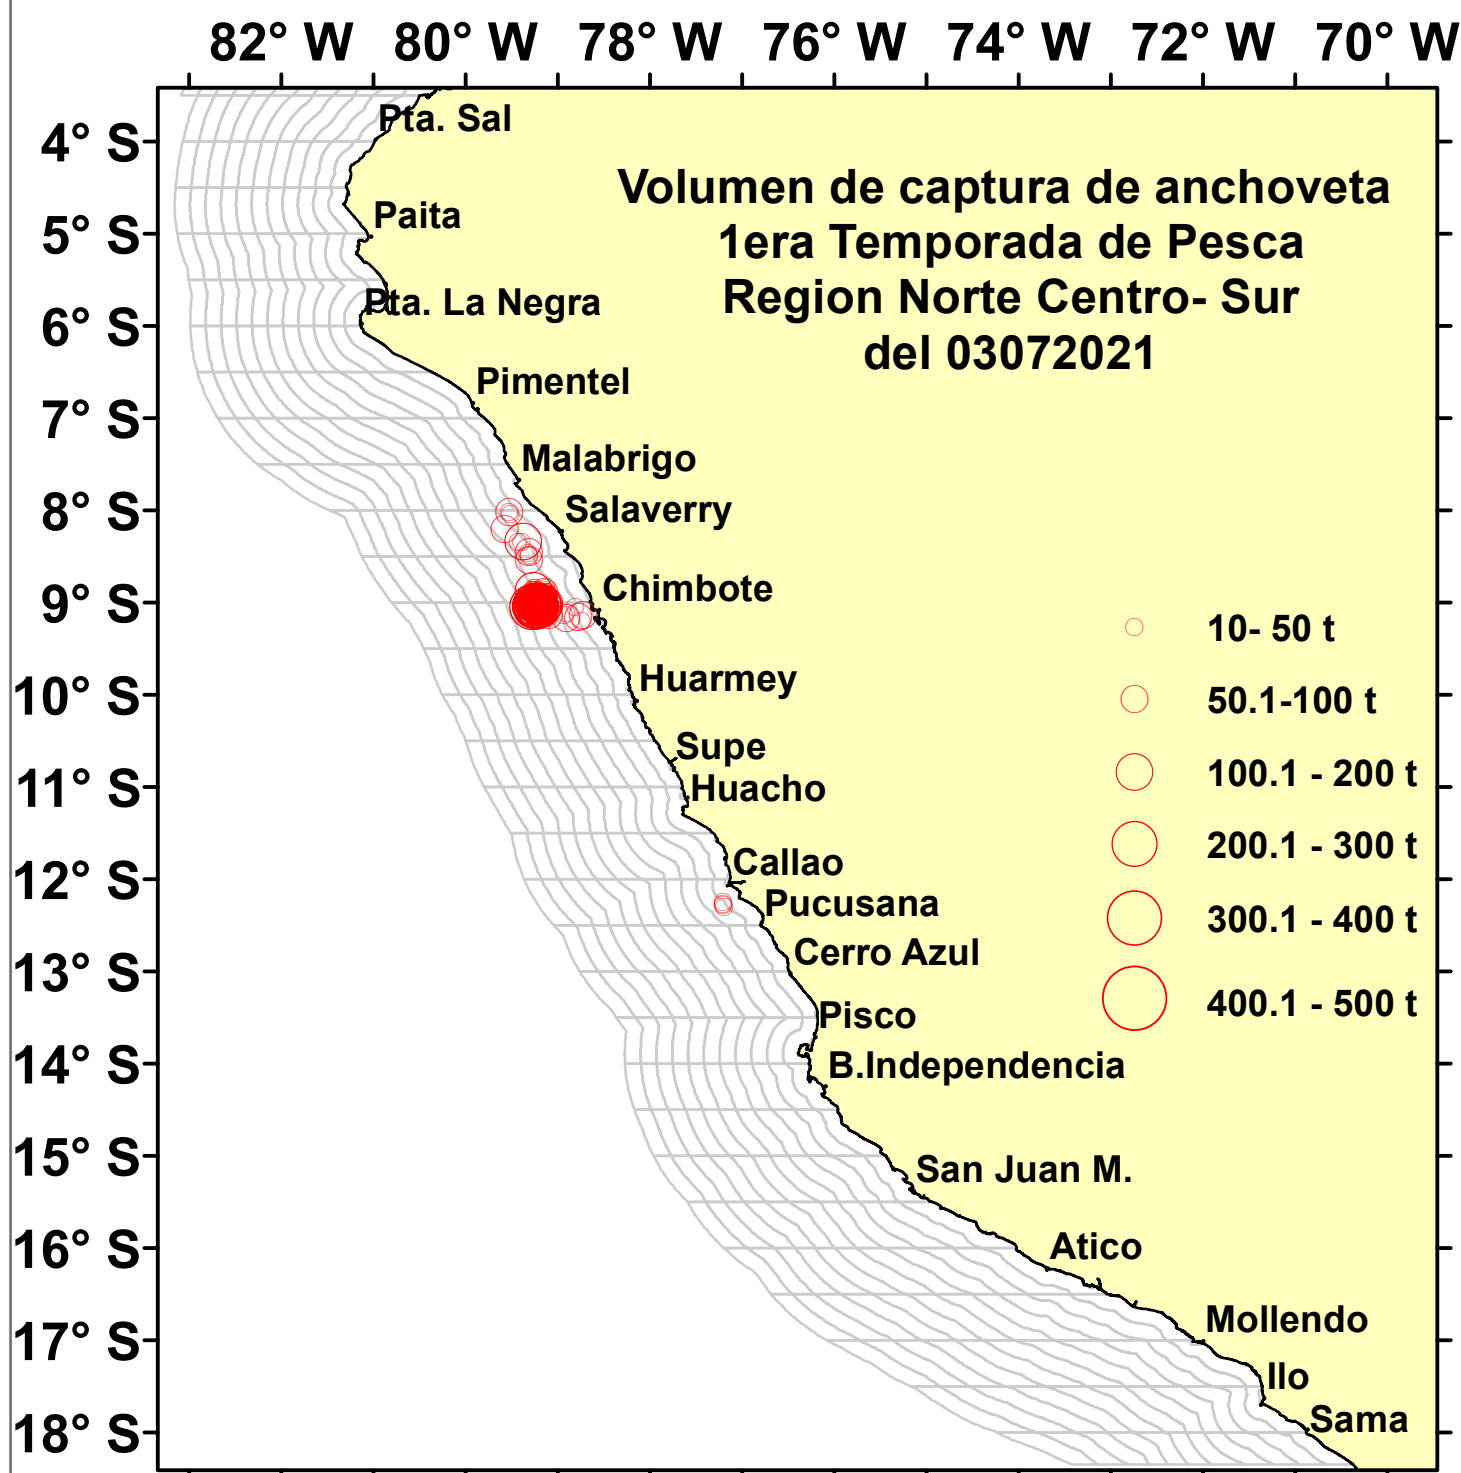 82° W 80° W 78° W 76° W 74° W 72° W 70° W
Pta. Sal
4° S
Volumen de captura de anchoveta
Paita
5° S
1era Temporada de Pesca
Region Norte Centro- Sur
Pta. La Negra
6° S
del 03072021
Pimentel
7° S
Malabrigo
8° S
Salaverry
Chimbote
9° S
10- 50 t
Huarmey
10° S
50.1-100 t
Supe
100.1 - 200 t
11° S
Huacho
200.1 - 300 t
Callao
12° S
Pucusana
300.1 - 400 t
Cerro Azul
13° S
400.1 - 500 t
Pisco
14° S
B.Independencia
15° S
San Juan M.
16° S
Atico
Mollendo
17° S
Ilo
Sama
18° S